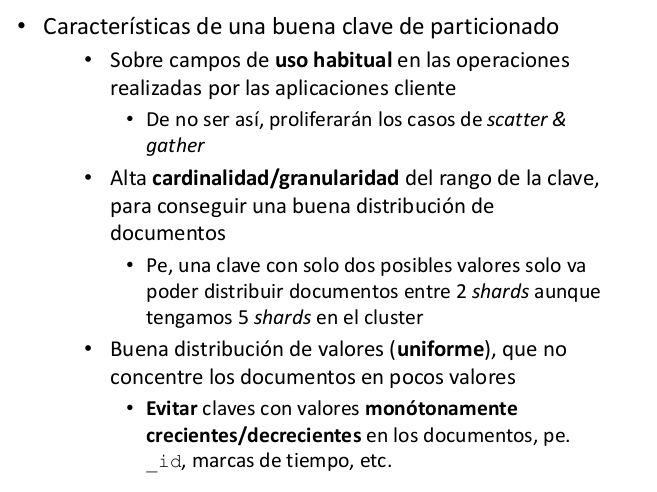 • Características de una buena clave de particionado
• Sobre campos de uso habitual en las operaciones
realizadas por las aplicaciones cliente
• De no ser así, proliferarán los casos de scatter &
gather
• Alta cardinalidad/granularidad del rango de la clave,
para conseguir una buena distribución de
documentos
• Pe, una clave con solo dos posibles valores solo va
poder distribuir documentos entre 2 shards aunque
tengamos 5 shards en el cluster
• Buena distribución de valores (uniforme), que no
concentre los documentos en pocos valores
• Evitar claves con valores monótonamente
crecientes/decrecientes en los documentos, pe.
_id, marcas de tiempo, etc.